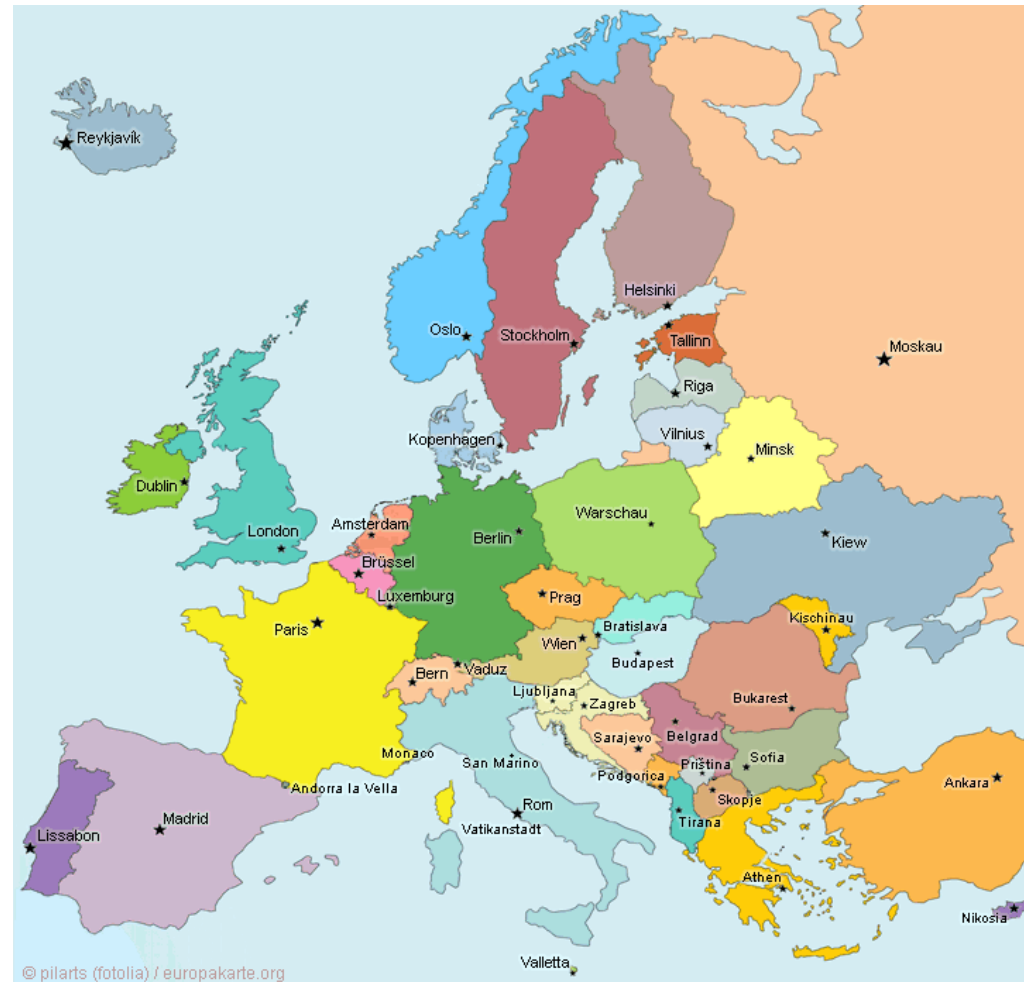 Reykjavík
Helsinki
Oslo
Stockholm
Tallinn
Moskau
Riga
Kopenhagen
Vilnius
Minsk
Dublin
Amsterdam
Warschau
London
Berlin
Kiew
Brüssel
Luxemburg
Prag
Kischinau
Paris
Bratislava
Wien
Budapest
Bern
Vaduz
Ljubljana
Zagreb
Bukarest
Sarajevo
Belgrad
Monaco
San Marino
Priština
Sofia
Podgorica
Andorra la Vella
Ankara
Skopje
Rom
Madrid
Tirana
Vatikanstadt
Lissabon
Athen
Nikosia
Valletta
© pilarts (fotolia) / europakarte.org